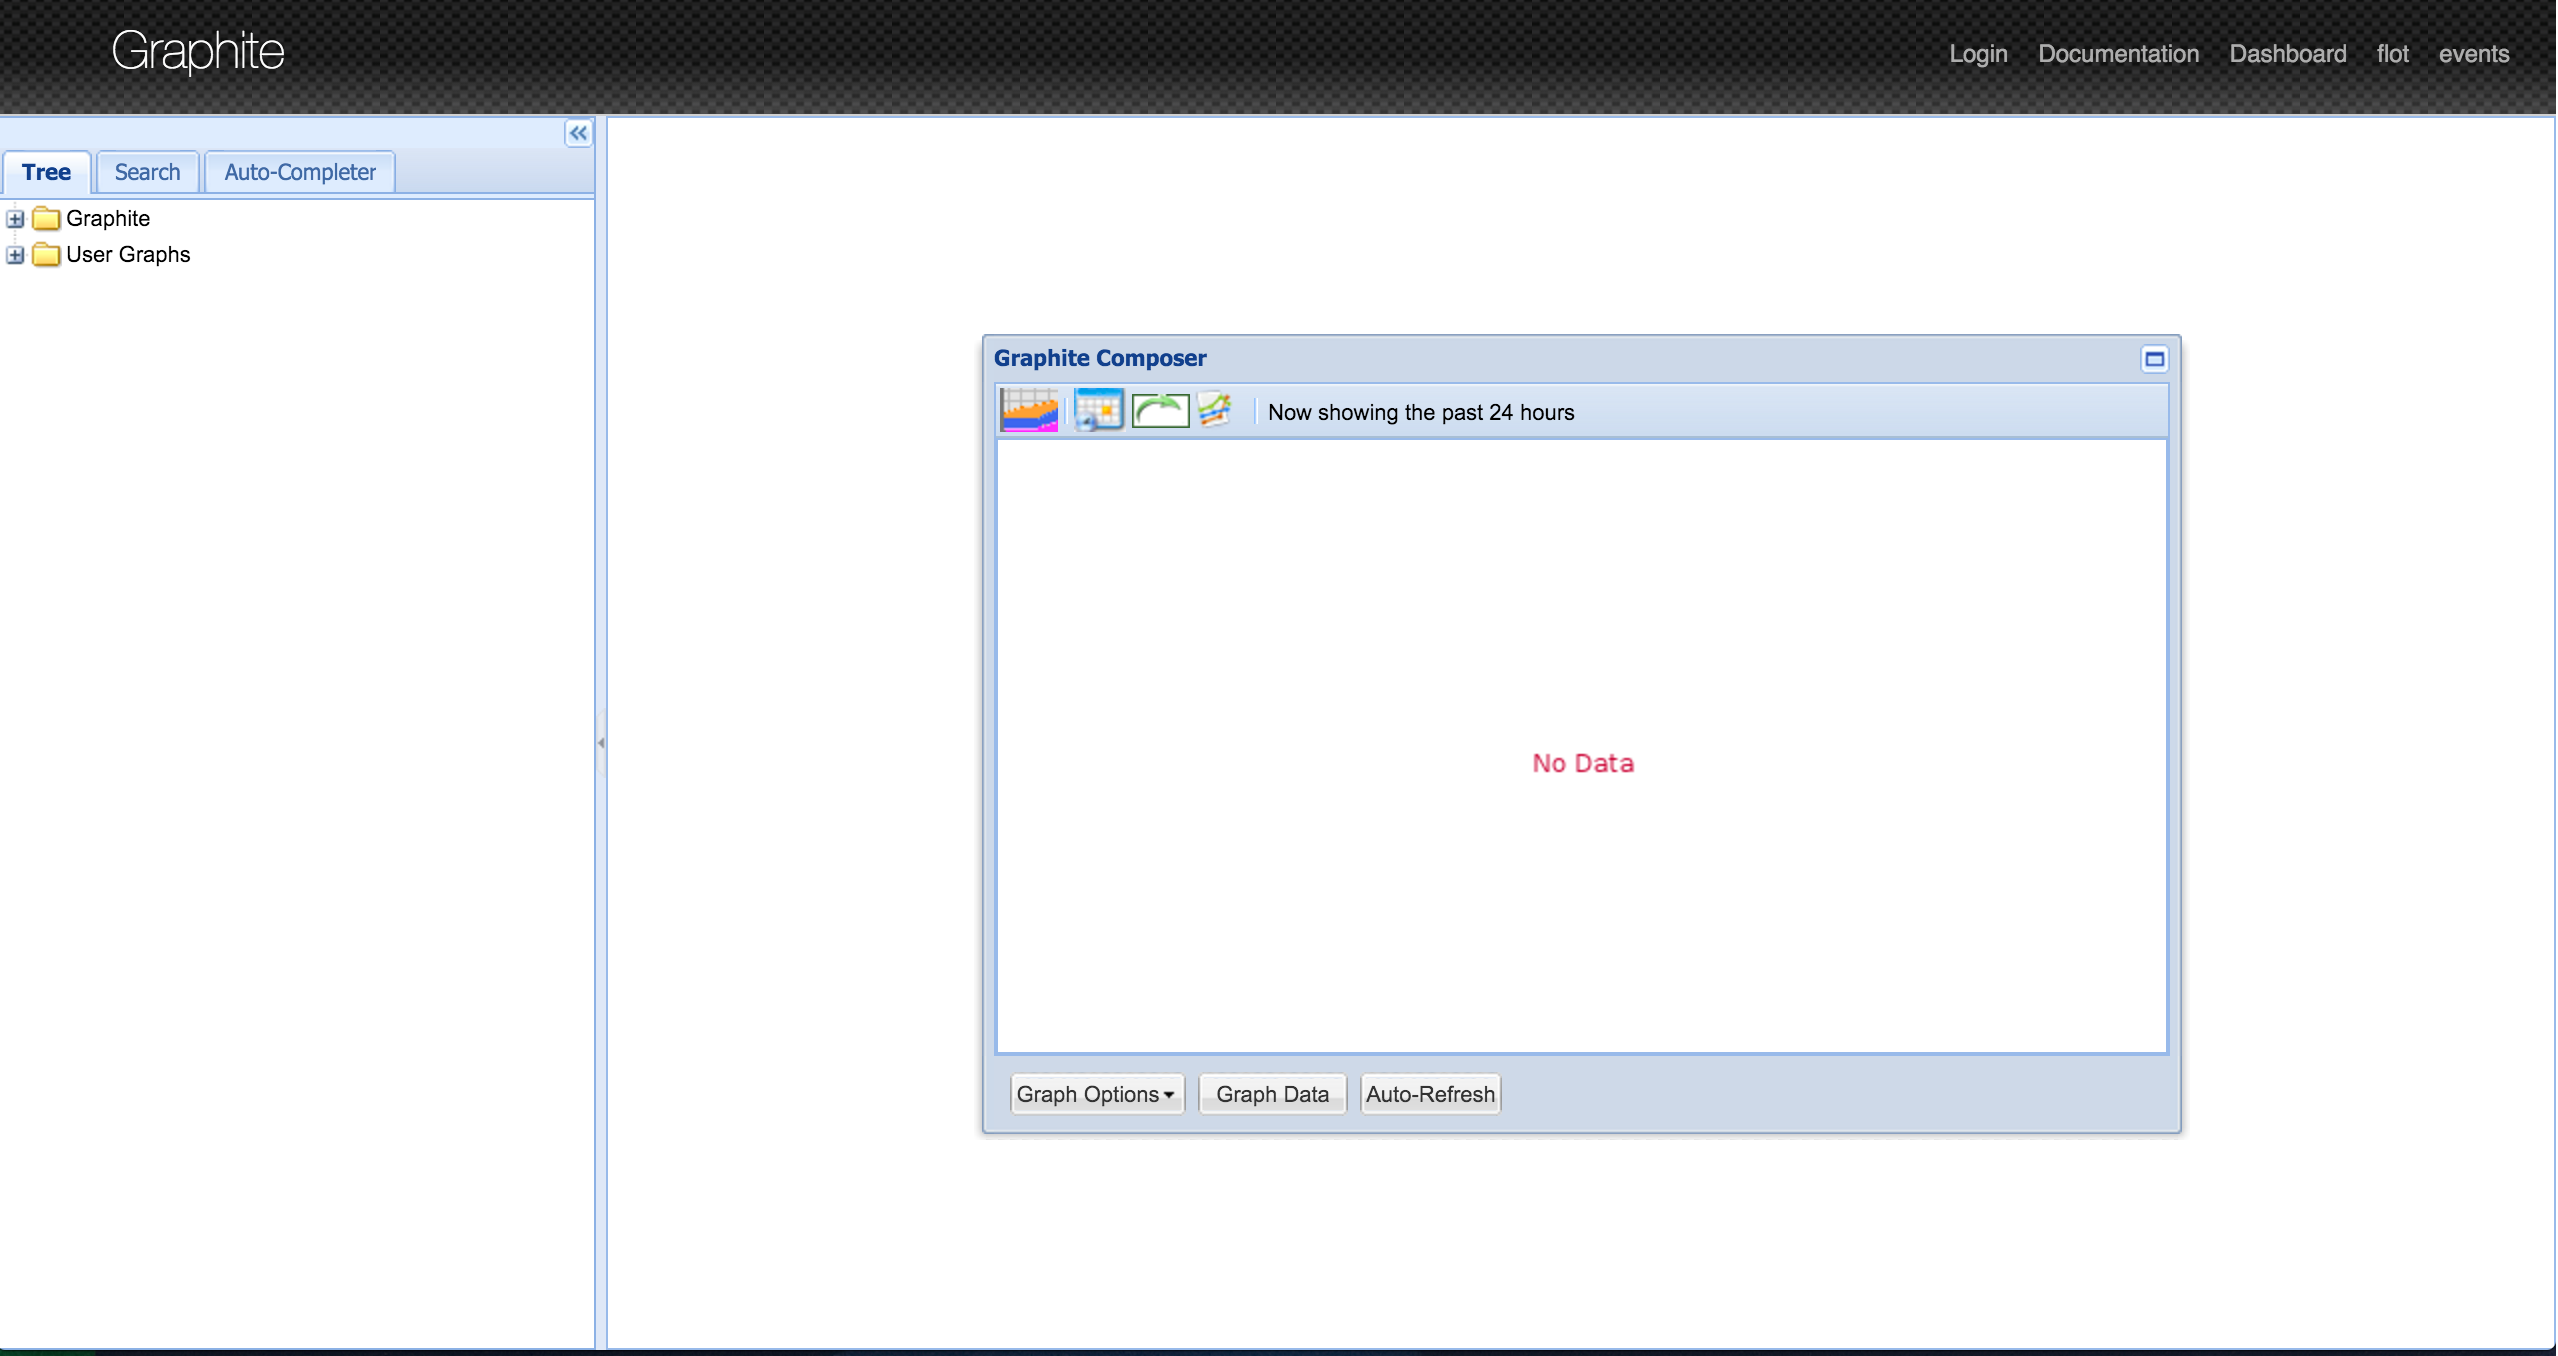 Graphite
Login Documentation Dashboard flot events
Tree Search Auto-Completer
Graphite
User Graphs
Graphite Composer
Now showing the past 24 hours
No Data
Graph Options Graph Data Auto-Refresh